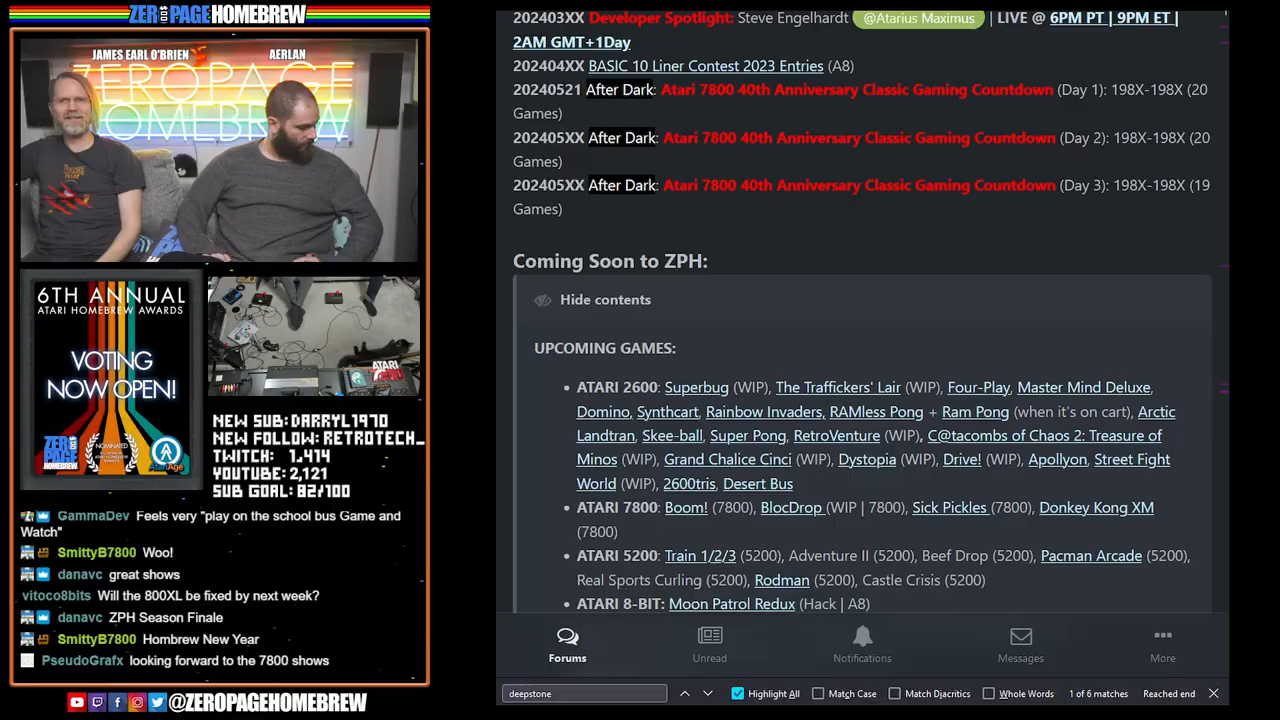 ZERO PAGE HOMEBREW
JAMES EARL O'BRIEN
AERLAN
ZEROPAGE
HOMEBREW
6TH ANNUAL
ATARI HOMEBREW AWARDS
VOTING
NOW OPEN!
ZERO PAGE HOMEBREW
NOMINATED
AtariAge
ATARI
NEW SUB: DARRYL1970
NEW FOLLOW: RETROTECH_
TWITCH: 1,414
YOUTUBE: 2,121
SUB GOAL: 82/100
GammaDev Feels very "play on the school bus Game and
Watch"
SmittyB7800 Woo!
danavc great shows
vitoco8bits Will the 800XL be fixed by next week?
danavc ZPH Season Finale
SmittyB7800 Hombrew New Year
PseudoGrafx looking forward to the 7800 shows
@ZEROPAGEHOMEBREW
202403XX Developer Spotlight: Steve Engelhardt @Atarius Maximus | LIVE @ 6PM PT | 9PM ET |
2AM GMT+1Day
202404XX BASIC 10 Liner Contest 2023 Entries (A8)
20240521 After Dark: Atari 7800 40th Anniversary Classic Gaming Countdown (Day 1): 198X-198X (20
Games)
202405XX After Dark: Atari 7800 40th Anniversary Classic Gaming Countdown (Day 2): 198X-198X (20
Games)
202405XX After Dark: Atari 7800 40th Anniversary Classic Gaming Countdown (Day 3): 198X-198X (19
Games)
Coming Soon to ZPH:
Hide contents
UPCOMING GAMES:
ATARI 2600: Superbug (WIP), The Traffickers' Lair (WIP), Four-Play, Master Mind Deluxe,
Domino, Synthcart, Rainbow Invaders, RAMless Pong + Ram Pong (when it's on cart), Arctic
Landtran, Skee-ball, Super Pong, RetroVenture (WIP), C@tacombs of Chaos 2: Treasure of
Minos (WIP), Grand Chalice Cinci (WIP), Dystopia (WIP), Drive! (WIP), Apollyon, Street Fight
World (WIP), 2600tris, Desert Bus
ATARI 7800: Boom! (7800), BlocDrop (WIP | 7800), Sick Pickles (7800), Donkey Kong XM
(7800)
ATARI 5200: Train 1/2/3 (5200), Adventure II (5200), Beef Drop (5200), Pacman Arcade (5200),
Real Sports Curling (5200), Rodman (5200), Castle Crisis (5200)
ATARI 8-BIT: Moon Patrol Redux (Hack | A8)
Forums
Unread
Notifications
Messages
More
deepstone
Highlight All
Match Case
Match Diacritics
Whole Words
1 of 6 matches
Reached end